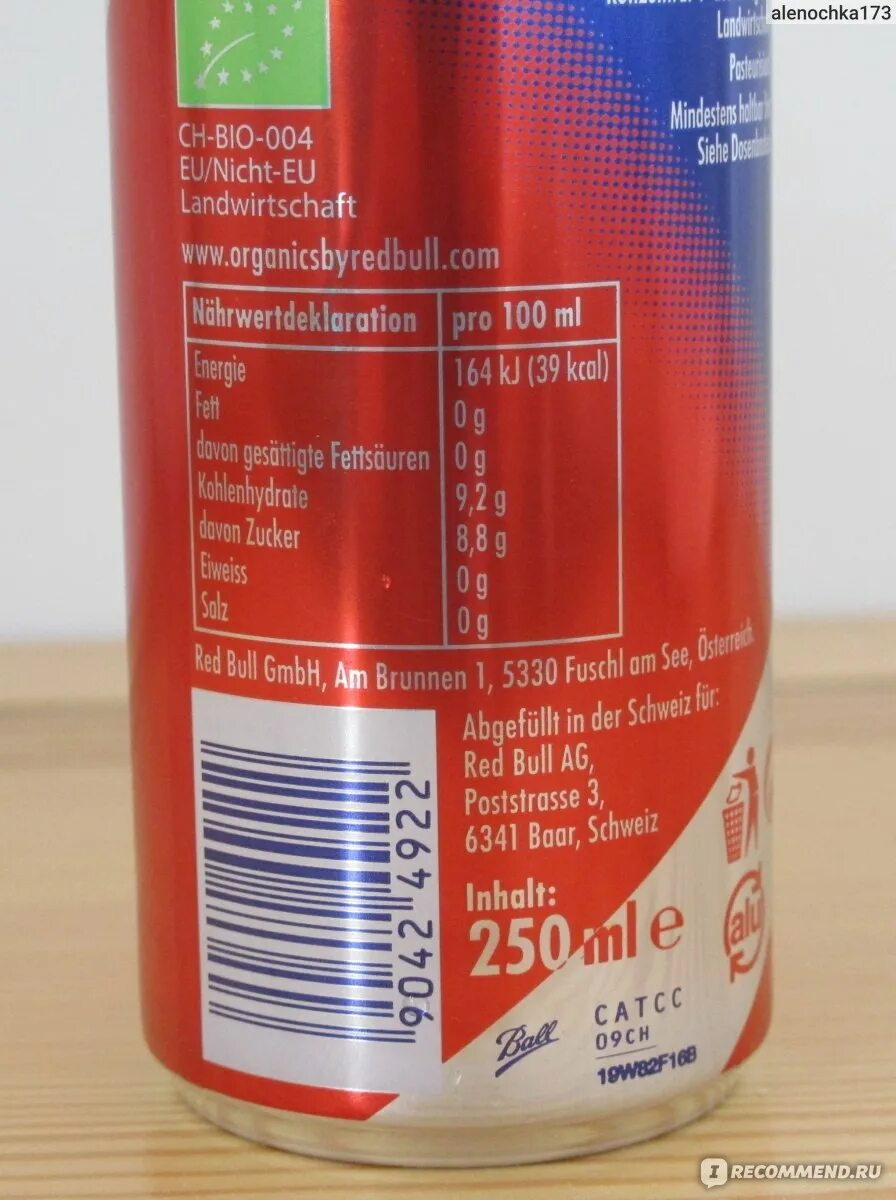 alenochka173
Landwirtsch
Pasteurisi
Mindestens haltbar
Siehe Dosenboden
CH-BIO-004
EU/Nicht-EU
Landwirtschaft
www.organicsbyredbull.com
Nährwertdeklaration pro 100 ml
Energie 164 kJ (39 kcal)
Fett 0 g
davon gesättigte Fettsäuren 0 g
Kohlenhydrate 9,2 g
davon Zucker 8,8 g
Eiweiss 0 g
Salz 0 g
Red Bull GmbH, Am Brunnen 1, 5330 Fuschl am See, Österreich.
Abgefüllt in der Schweiz für:
Red Bull AG,
Poststrasse 3,
6341 Baar, Schweiz
9042 4922
Inhalt:
250 ml e
alu
Ball
CATCC
09CH
19W82F16B
IRECOMMEND.RU